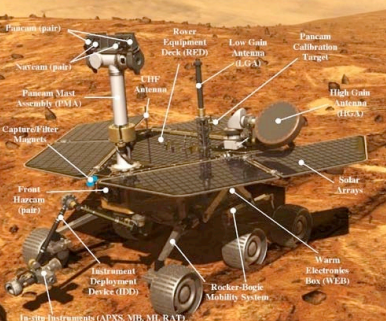 Pancam (pair)
Navcam (pair)
Pancam Mast
Assembly (PMA)
Capture/Filter
Magnets
Front
Hazcam
(pair)
Instrument
Deployment
Device (IDD)
In-situ Instruments (APXS, MB, MI, RAT)
UHF
Antenna
Rover
Equipment
Deck (RED)
Low Gain
Antenna
(LGA)
Pancam
Calibration
Target
High Gain
Antenna
(HGA)
Solar
Arrays
Warm
Electronics
Box (WEB)
Rocker-Bogie
Mobility System